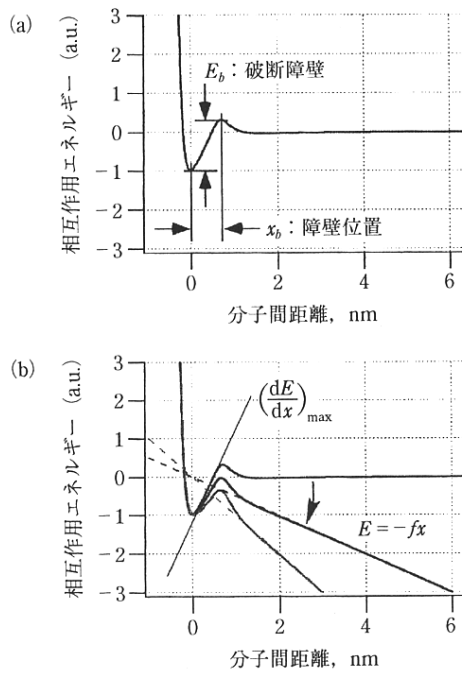 (a)
相互作用エネルギー (a.u.)
3
2
1
0
−1
−2
−3
E_b：破断障壁
x_b：障壁位置
0
2
4
6
分子間距離，nm
(b)
相互作用エネルギー (a.u.)
3
2
1
0
−1
−2
−3
(dE/dx)_max
E = −fx
0
2
4
6
分子間距離，nm